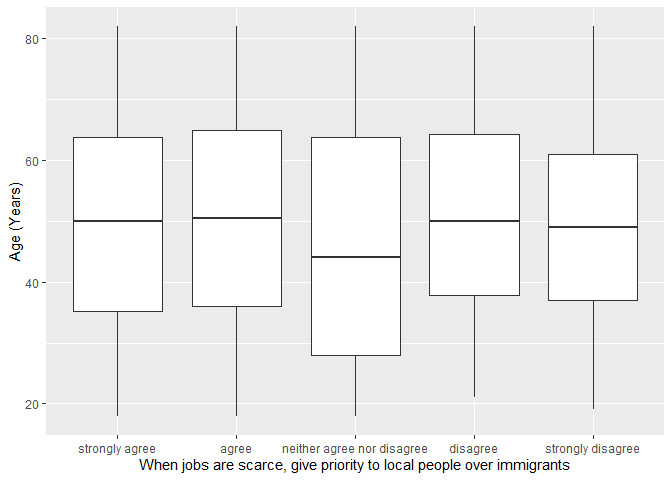 Age (Years)
80
60
40
20
strongly agree agree neither agree nor disagree disagree strongly disagree
When jobs are scarce, give priority to local people over immigrants